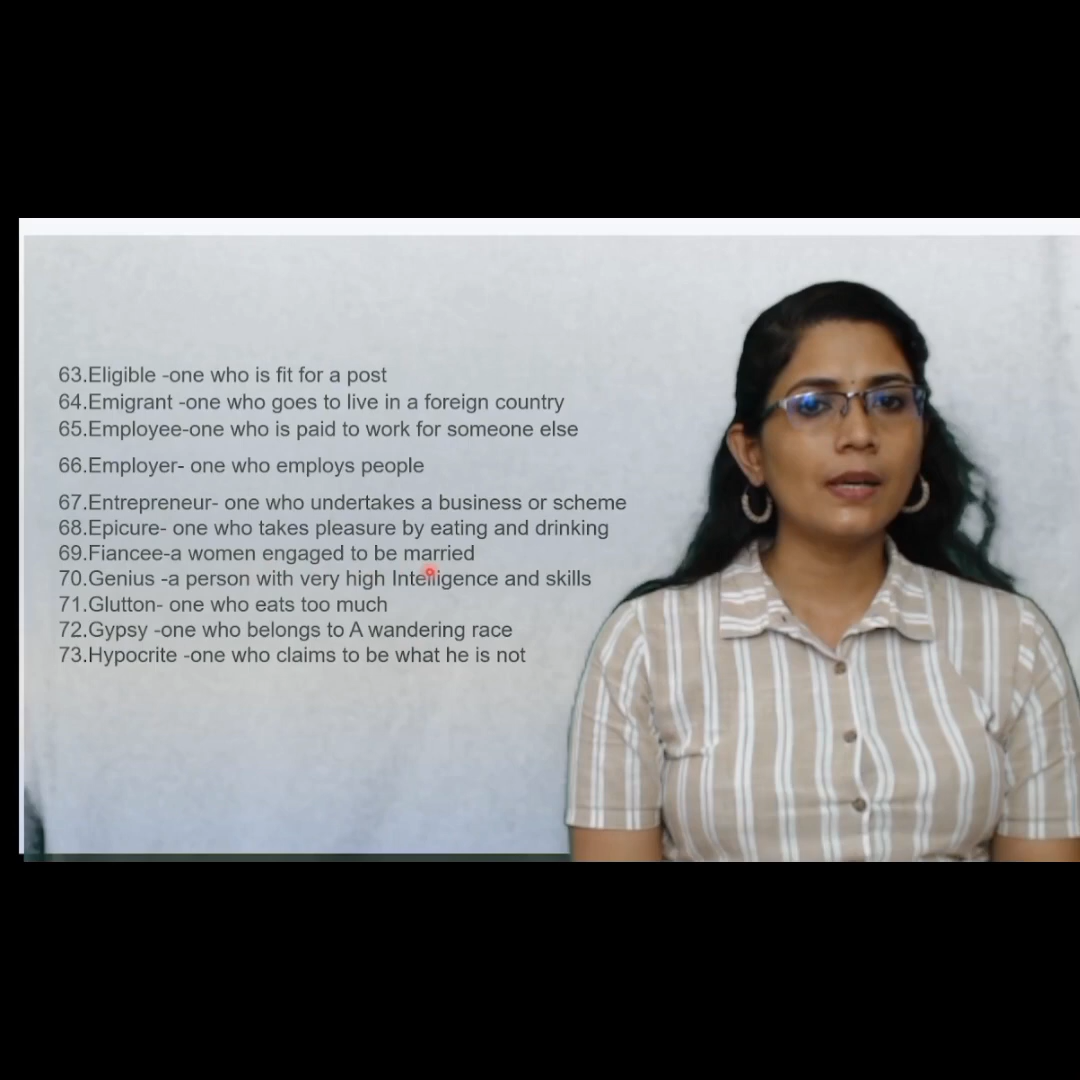 63.Eligible -one who is fit for a post
64.Emigrant -one who goes to live in a foreign country
65.Employee-one who is paid to work for someone else
66.Employer- one who employs people
67.Entrepreneur- one who undertakes a business or scheme
68.Epicure- one who takes pleasure by eating and drinking
69.Fiancee-a women engaged to be married
70.Genius -a person with very high Intelligence and skills
71.Glutton- one who eats too much
72.Gypsy -one who belongs to A wandering race
73.Hypocrite -one who claims to be what he is not